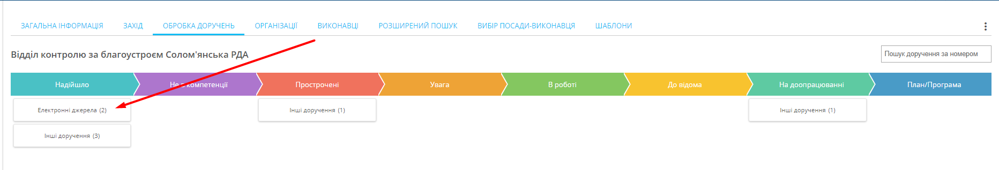 ЗАГАЛЬНА ІНФОРМАЦІЯ ЗАХІД ОБРОБКА ДОРУЧЕНЬ ОРГАНІЗАЦІЇ ВИКОНАВЦІ РОЗШИРЕНИЙ ПОШУК ВИБІР ПОСАДИ-ВИКОНАВЦЯ ШАБЛОНИ
Відділ контролю за благоустроєм Солом'янська РДА
Пошук доручення за номером
Надійшло Не в компетенції Прострочені Увага В роботі До відома На доопрацюванні План/Програма
Електронні джерела (2) Інші доручення (1) Інші доручення (1)
Інші доручення (3)